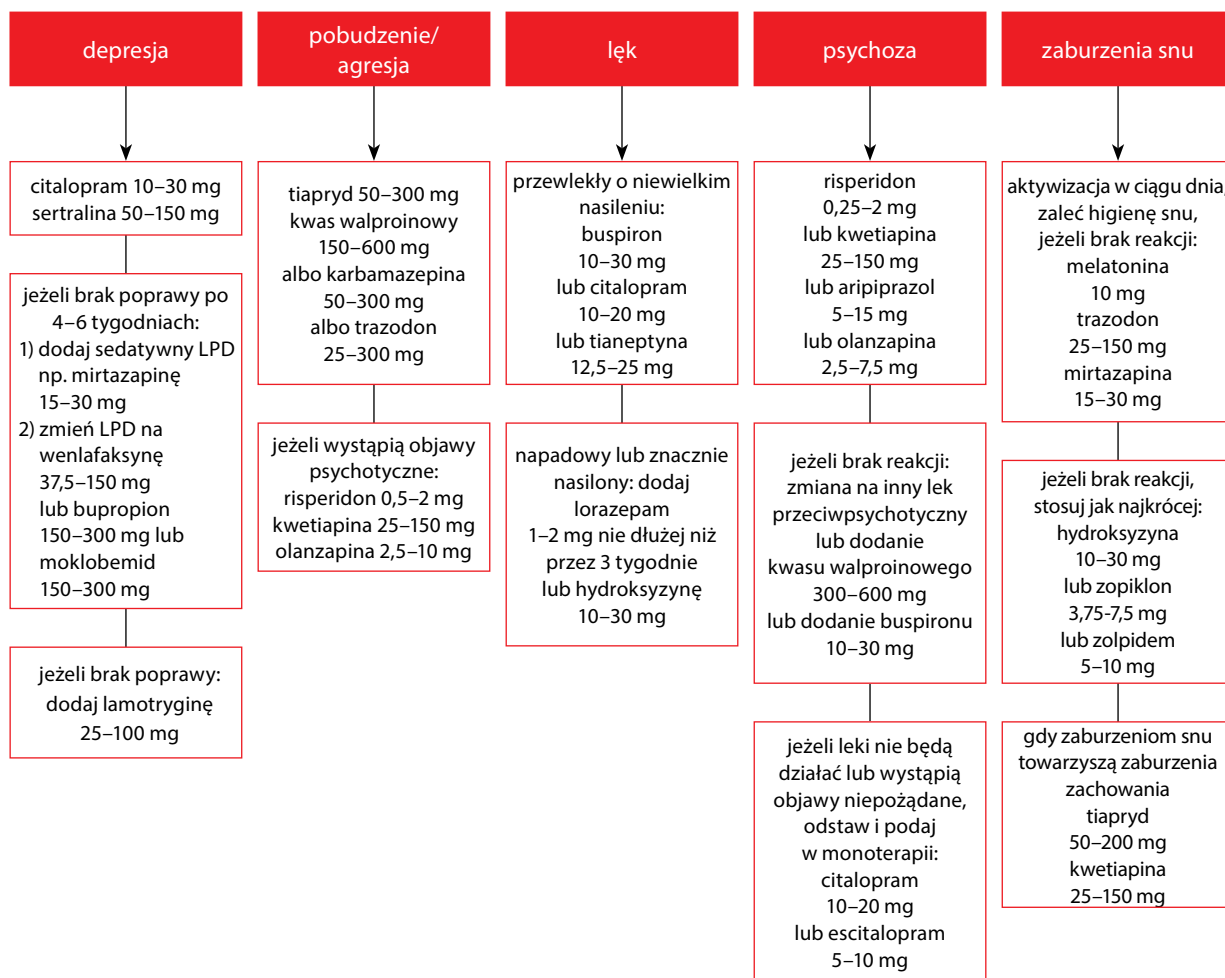 depresja
citalopram 10–30 mg
sertralina 50–150 mg
jeżeli brak poprawy po
4–6 tygodniach:
1) dodaj sedatywny LPD
np. mirtazapinę
15–30 mg
2) zmień LPD na
wenlafaksynę
37,5–150 mg
lub bupropion
150–300 mg lub
moklobemid
150–300 mg
jeżeli brak poprawy:
dodaj lamotryginę
25–100 mg
pobudzenie/
agresja
tiapryd 50–300 mg
kwas walproinowy
150–600 mg
albo karbamazepina
50–300 mg
albo trazodon
25–300 mg
jeżeli wystąpią objawy
psychotyczne:
risperidon 0,5–2 mg
kwetiapina 25–150 mg
olanzapina 2,5–10 mg
lęk
przewlekły o niewielkim
nasileniu:
buspiron
10–30 mg
lub citalopram
10–20 mg
lub tianeptyna
12,5–25 mg
napadowy lub znacznie
nasilony: dodaj
lorazepam
1–2 mg nie dłużej niż
przez 3 tygodnie
lub hydroksyzynę
10–30 mg
psychoza
risperidon
0,25–2 mg
lub kwetiapina
25–150 mg
lub aripiprazol
5–15 mg
lub olanzapina
2,5–7,5 mg
jeżeli brak reakcji:
zmiana na inny lek
przeciwpsychotyczny
lub dodanie
kwasu walproinowego
300–600 mg
lub dodanie buspironu
10–30 mg
jeżeli leki nie będą
działać lub wystąpią
objawy niepożądane,
odstaw i podaj
w monoterapii:
citalopram
10–20 mg
lub escitalopram
5–10 mg
zaburzenia snu
aktywizacja w ciągu dnia,
zaleć higienę snu,
jeżeli brak reakcji:
melatonina
10 mg
trazodon
25–150 mg
mirtazapina
15–30 mg
jeżeli brak reakcji,
stosuj jak najkrócej:
hydroksyzyna
10–30 mg
lub zopiklon
3,75-7,5 mg
lub zolpidem
5–10 mg
gdy zaburzeniom snu
towarzyszą zaburzenia
zachowania
tiapryd
50–200 mg
kwetiapina
25–150 mg